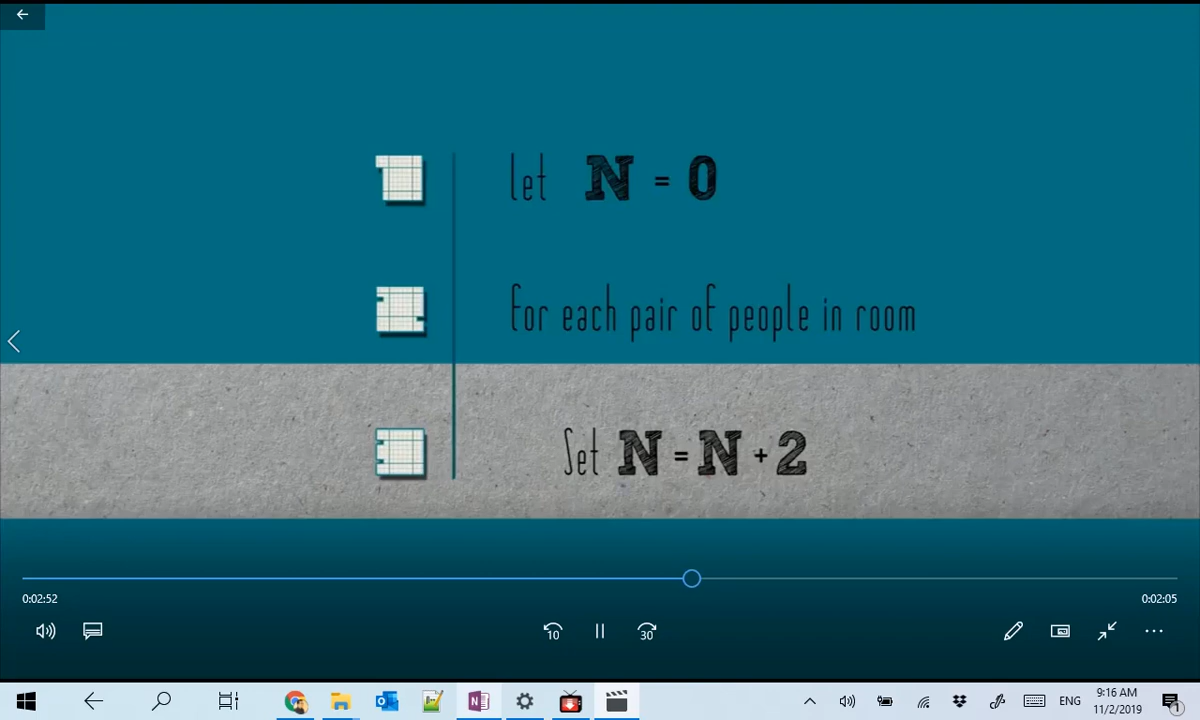 let N = 0
for each pair of people in room
Set N = N + 2
0:02:52
0:02:05
10
30
ENG
9:16 AM
11/2/2019
1